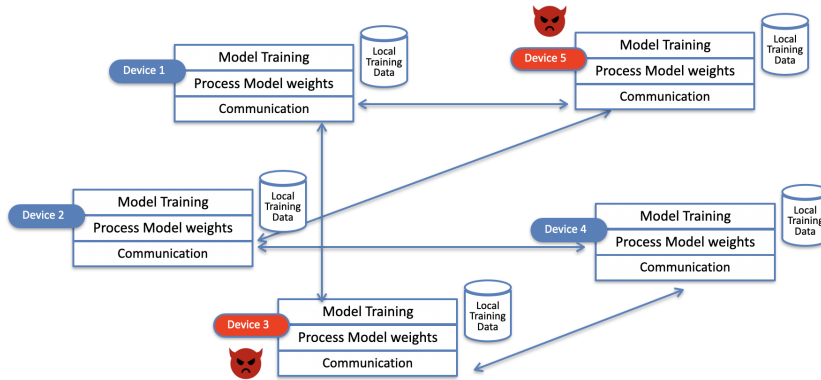 Device 1
Model Training
Process Model weights
Communication
Local
Training
Data
Device 5
Model Training
Process Model weights
Communication
Local
Training
Data
Device 2
Model Training
Process Model weights
Communication
Local
Training
Data
Device 4
Model Training
Process Model weights
Communication
Local
Training
Data
Device 3
Model Training
Process Model weights
Communication
Local
Training
Data